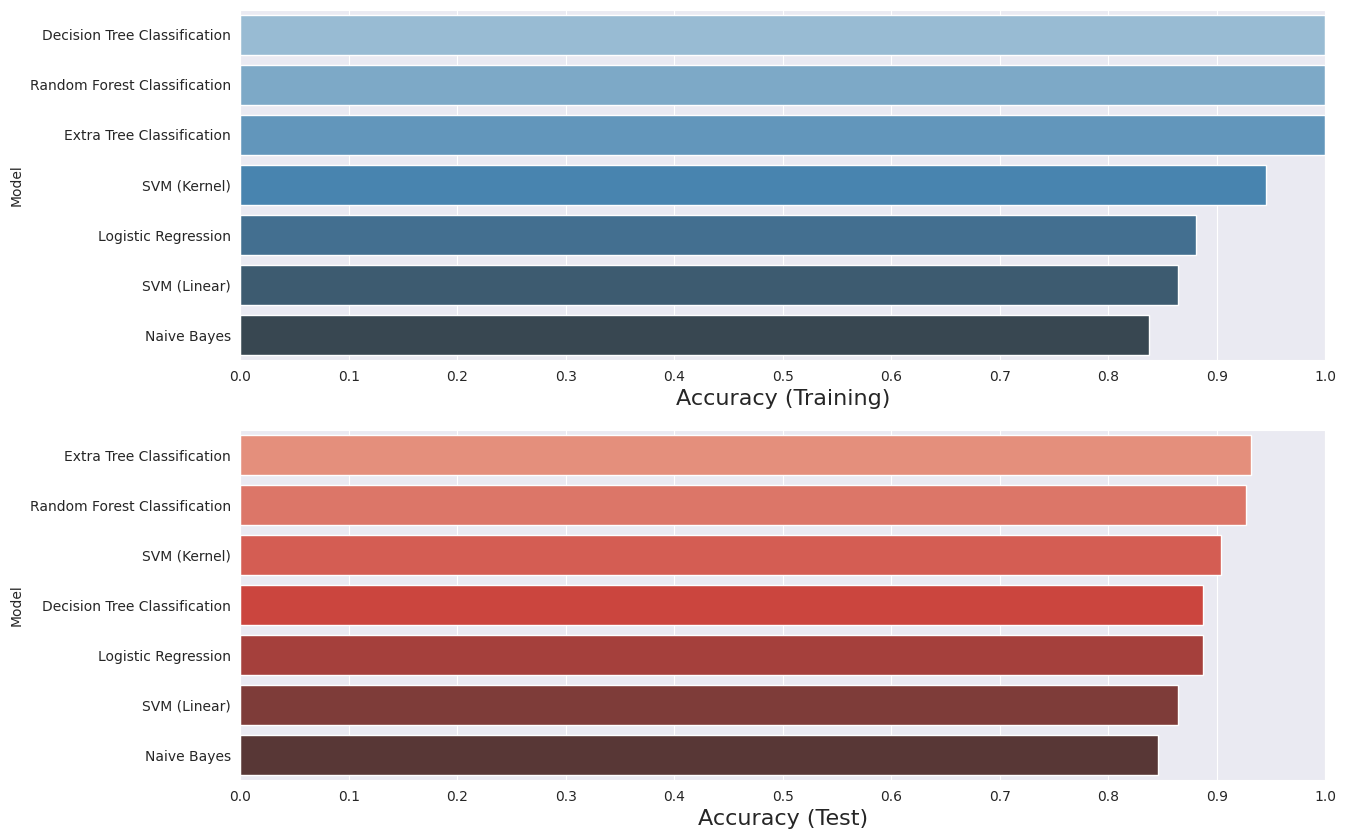 Model
Decision Tree Classification
Random Forest Classification
Extra Tree Classification
SVM (Kernel)
Logistic Regression
SVM (Linear)
Naive Bayes
0.0 0.1 0.2 0.3 0.4 0.5 0.6 0.7 0.8 0.9 1.0
Accuracy (Training)
Model
Extra Tree Classification
Random Forest Classification
SVM (Kernel)
Decision Tree Classification
Logistic Regression
SVM (Linear)
Naive Bayes
0.0 0.1 0.2 0.3 0.4 0.5 0.6 0.7 0.8 0.9 1.0
Accuracy (Test)